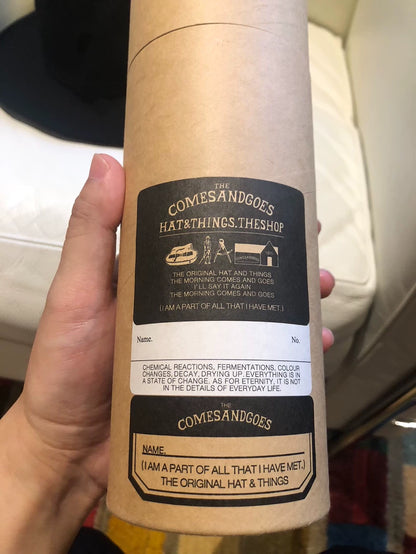 THE
COMESANDGOES
HAT&THINGS.THESHOP
COMESANDGOES
THE ORIGINAL HAT AND THINGS
THE MORNING COMES AND GOES
I'LL SAY IT AGAIN
THE MORNING COMES AND GOES
(I AM A PART OF ALL THAT I HAVE MET.)
Name. No.
CHEMICAL REACTIONS, FERMENTATIONS, COLOUR
CHANGES, DECAY, DRYING UP. EVERYTHING IS IN
A STATE OF CHANGE. AS FOR ETERNITY, IT IS NOT
IN THE DETAILS OF EVERYDAY LIFE.
THE
COMESANDGOES
NAME.
(I AM A PART OF ALL THAT I HAVE MET.)
THE ORIGINAL HAT & THINGS